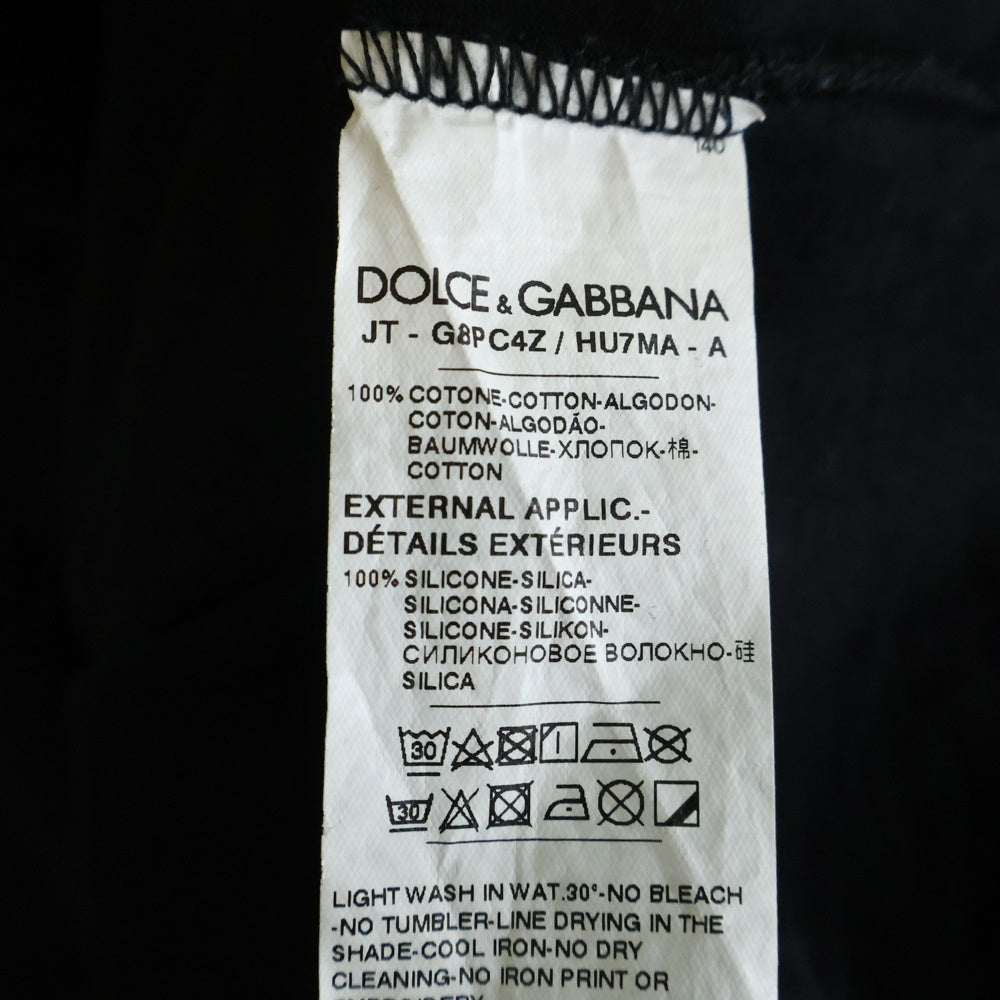 140
DOLCE & GABBANA
JT - G8PC4Z / HU7MA - A
100% COTONE-COTTON-ALGODON-
COTON-ALGODÃO-
BAUMWOLLE-ХЛОПОК-棉-
COTTON
EXTERNAL APPLIC.-
DÉTAILS EXTÉRIEURS
100% SILICONE-SILICA-
SILICONA-SILICONNE-
SILICONE-SILIKON-
СИЛИКОНОВОЕ ВОЛОКНО-硅
SILICA
30
30
LIGHT WASH IN WAT.30°-NO BLEACH
-NO TUMBLER-LINE DRYING IN THE
SHADE-COOL IRON-NO DRY
CLEANING-NO IRON PRINT OR